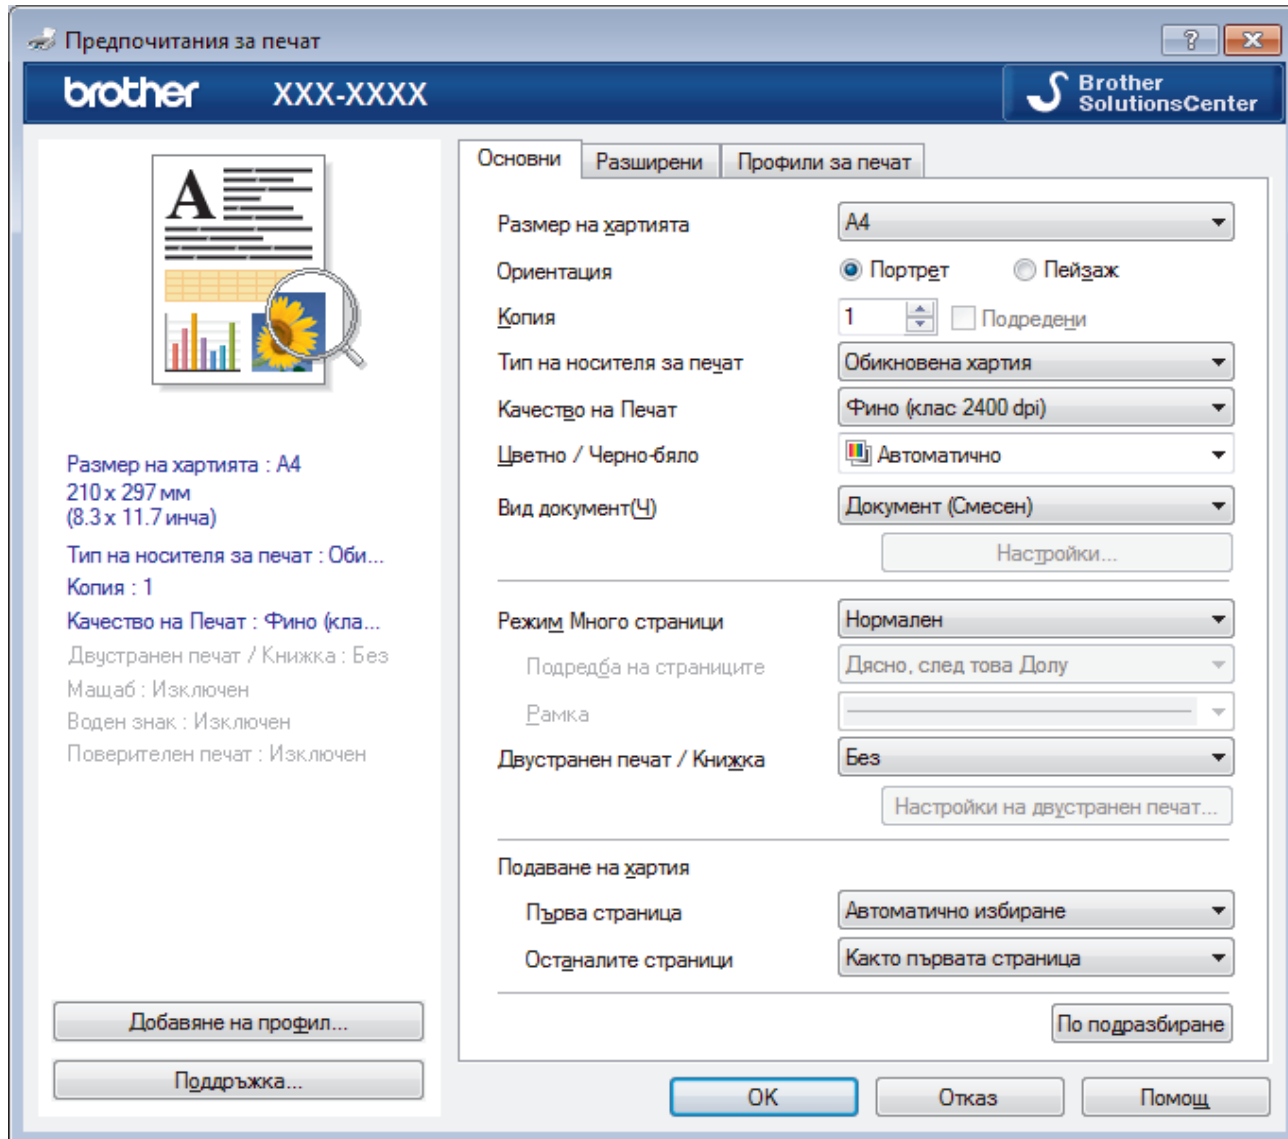 Предпочитания за печат
brother XXX-XXXX
Brother
SolutionsCenter
A
Размер на хартията : A4
210 x 297 мм
(8.3 x 11.7 инча)
Тип на носителя за печат : Оби...
Копия : 1
Качество на Печат : Фино (кла...
Двустранен печат / Книжка : Без
Мащаб : Изключен
Воден знак : Изключен
Поверителен печат : Изключен
Добавяне на профил...
Поддръжка...
Основни Разширени Профили за печат
Размер на хартията A4
Ориентация Портрет Пейзаж
Копия 1 Подредени
Тип на носителя за печат Обикновена хартия
Качество на Печат Фино (клас 2400 dpi)
Цветно / Черно-бяло Автоматично
Вид документ(Ч) Документ (Смесен)
Настройки...
Режим Много страници Нормален
Подредба на страниците Дясно, след това Долу
Рамка
Двустранен печат / Книжка Без
Настройки на двустранен печат...
Подаване на хартия
Първа страница Автоматично избиране
Останалите страници Както първата страница
По подразбиране
OK Отказ Помощ